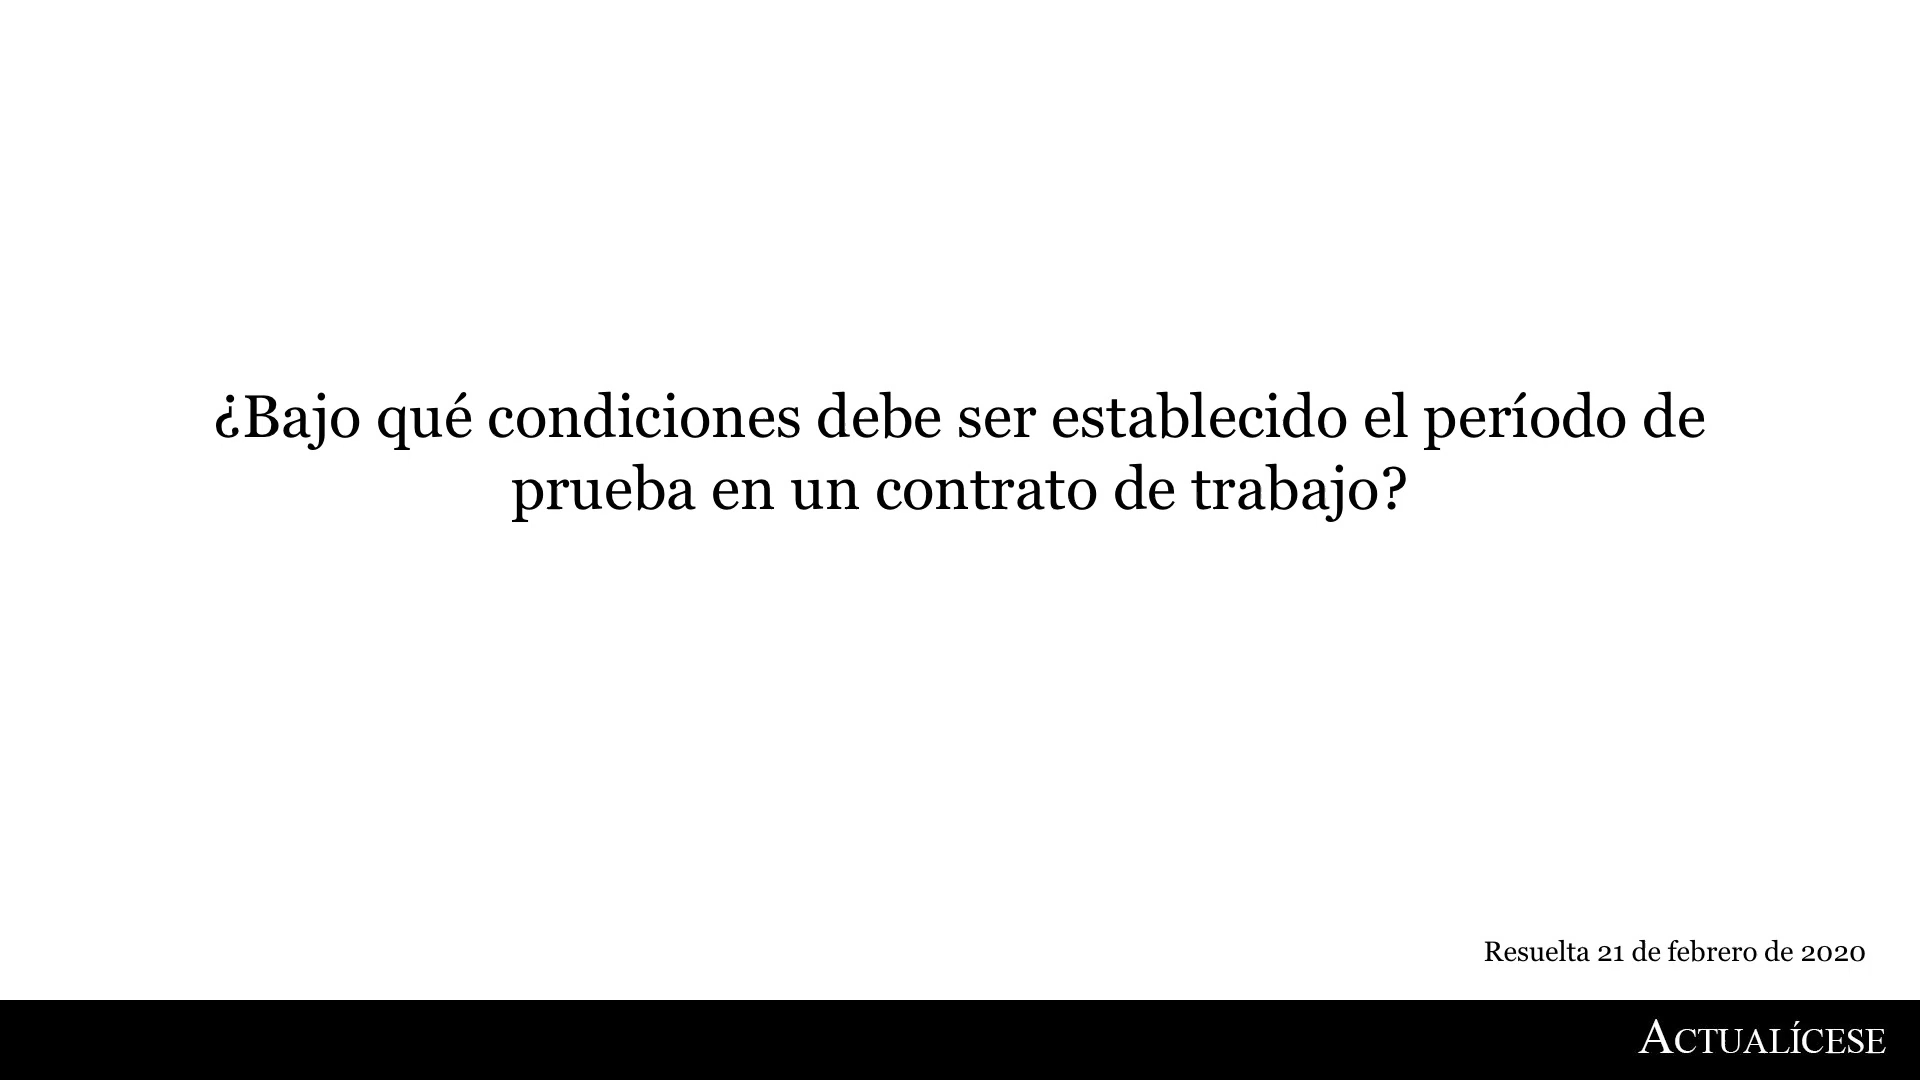 ¿Bajo qué condiciones debe ser establecido el período de
prueba en un contrato de trabajo?
Resuelta 21 de febrero de 2020
ACTUALÍCESE